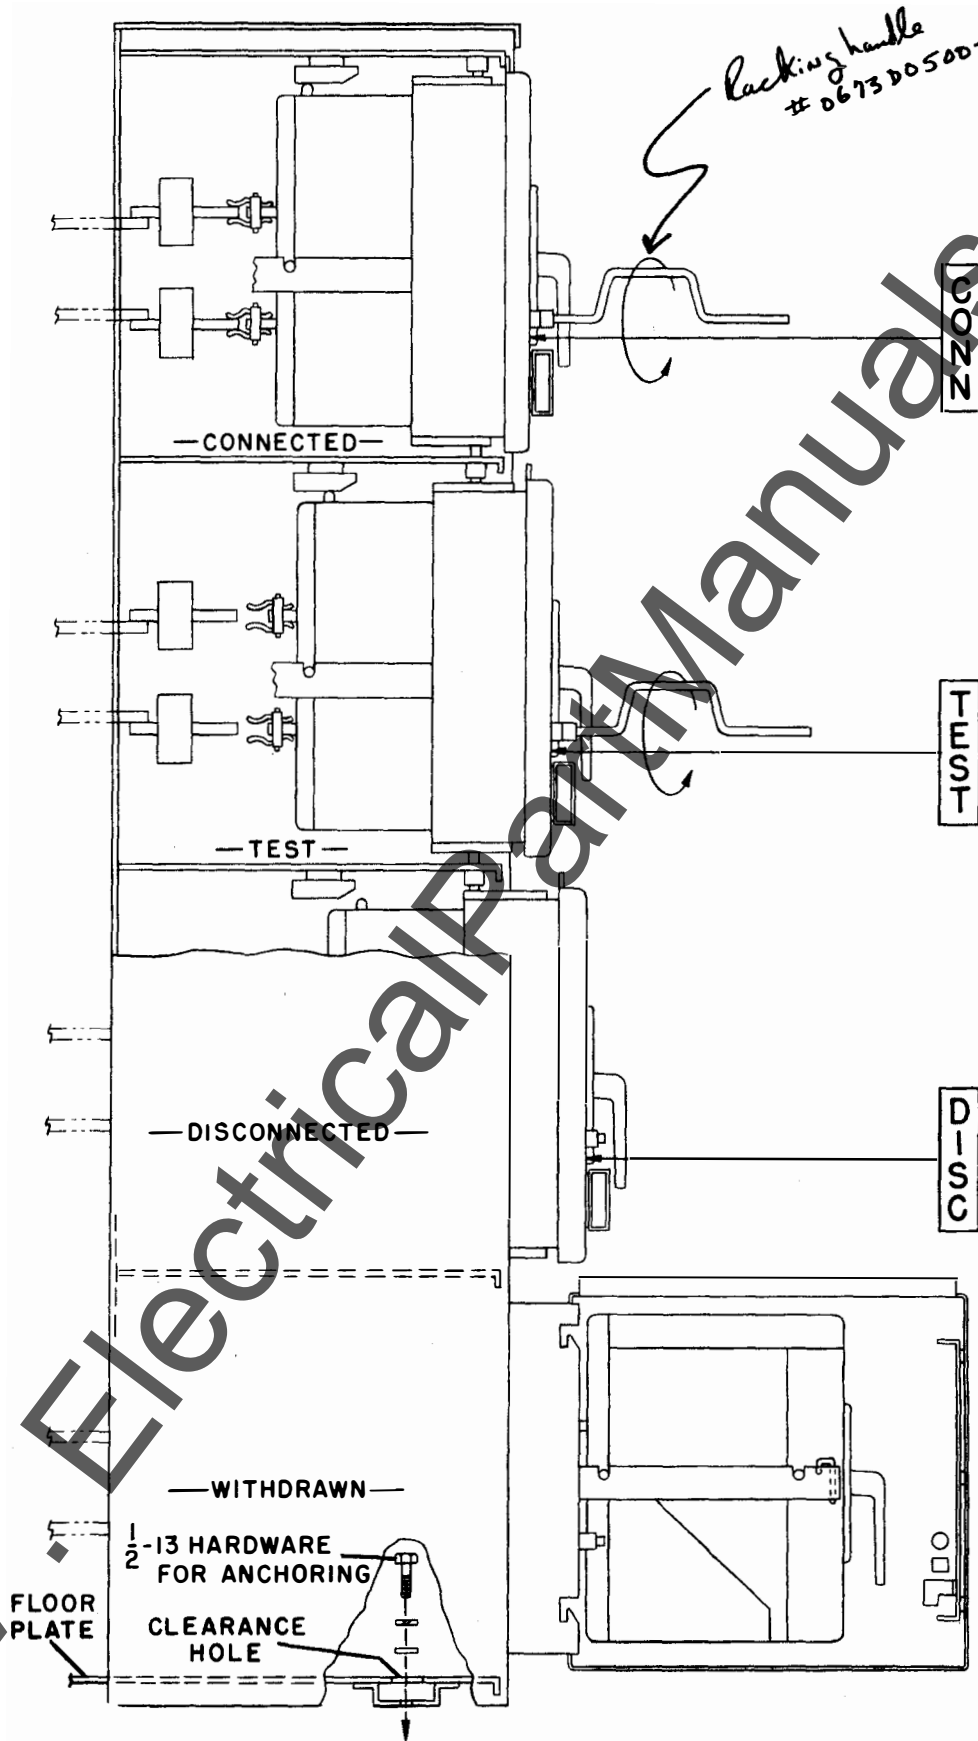 Racking handle
# 0673D0500-
CONN
—CONNECTED—
TEST
—TEST—
DISC
—DISCONNECTED—
—WITHDRAWN—
1/2-13 HARDWARE
FOR ANCHORING
FLOOR
PLATE
CLEARANCE
HOLE
. ElectricalPartManuals